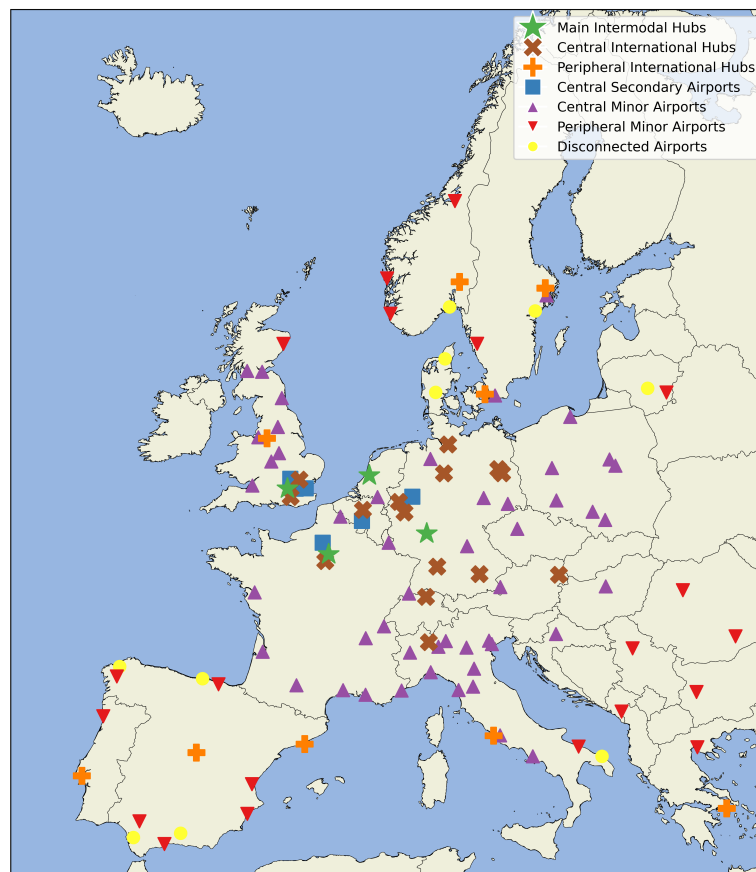 Main Intermodal Hubs
Central International Hubs
Peripheral International Hubs
Central Secondary Airports
Central Minor Airports
Peripheral Minor Airports
Disconnected Airports